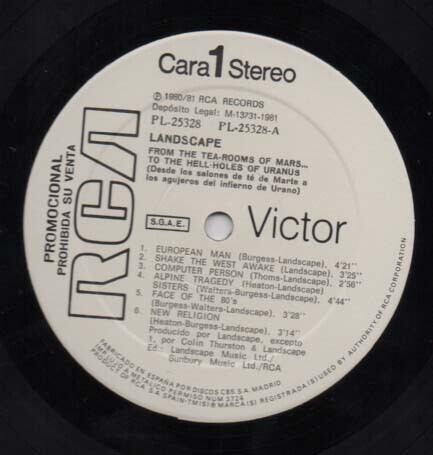 Cara 1 Stereo
℗ 1980/81 RCA RECORDS
Depósito Legal: M-13731-1981
PL-25328 PL-25328-A
LANDSCAPE
FROM THE TEA-ROOMS OF MARS...
TO THE HELL-HOLES OF URANUS
(Desde los salones de té de Marte a
los agujeros del infierno de Urano)
PROMOCIONAL
PROHIBIDA SU VENTA
RCA
S.G.A.E.
Victor
1. EUROPEAN MAN (Burgess-Landscape), 4'21"
2. SHAKE THE WEST AWAKE (Landscape), 3'25"
3. COMPUTER PERSON (Thoms-Landscape), 2'56"
4. ALPINE TRAGEDY (Heaton-Landscape),
SISTERS (Walters-Burgess-Landscape), 4'44"
5. FACE OF THE 80's
(Burgess-Walters-Landscape), 3'28"
6. NEW RELIGION
(Heaton-Burgess-Landscape), 3'14"
Producido por Landscape, excepto
1, por Colin Thurston & Landscape
Ed.: Landscape Music Ltd./
Sunbury Music Ltd./RCA
FABRICADO EN ESPAÑA POR DISCOS CBS S.A. MADRID
IMPUESTO A METALICO PERMISO NUM 3724
PRODUCT OF RCA S.A. SPAIN-TMK(S) ® MARCA(S) REGISTRADA(S) USED BY AUTHORITY OF RCA CORPORATION